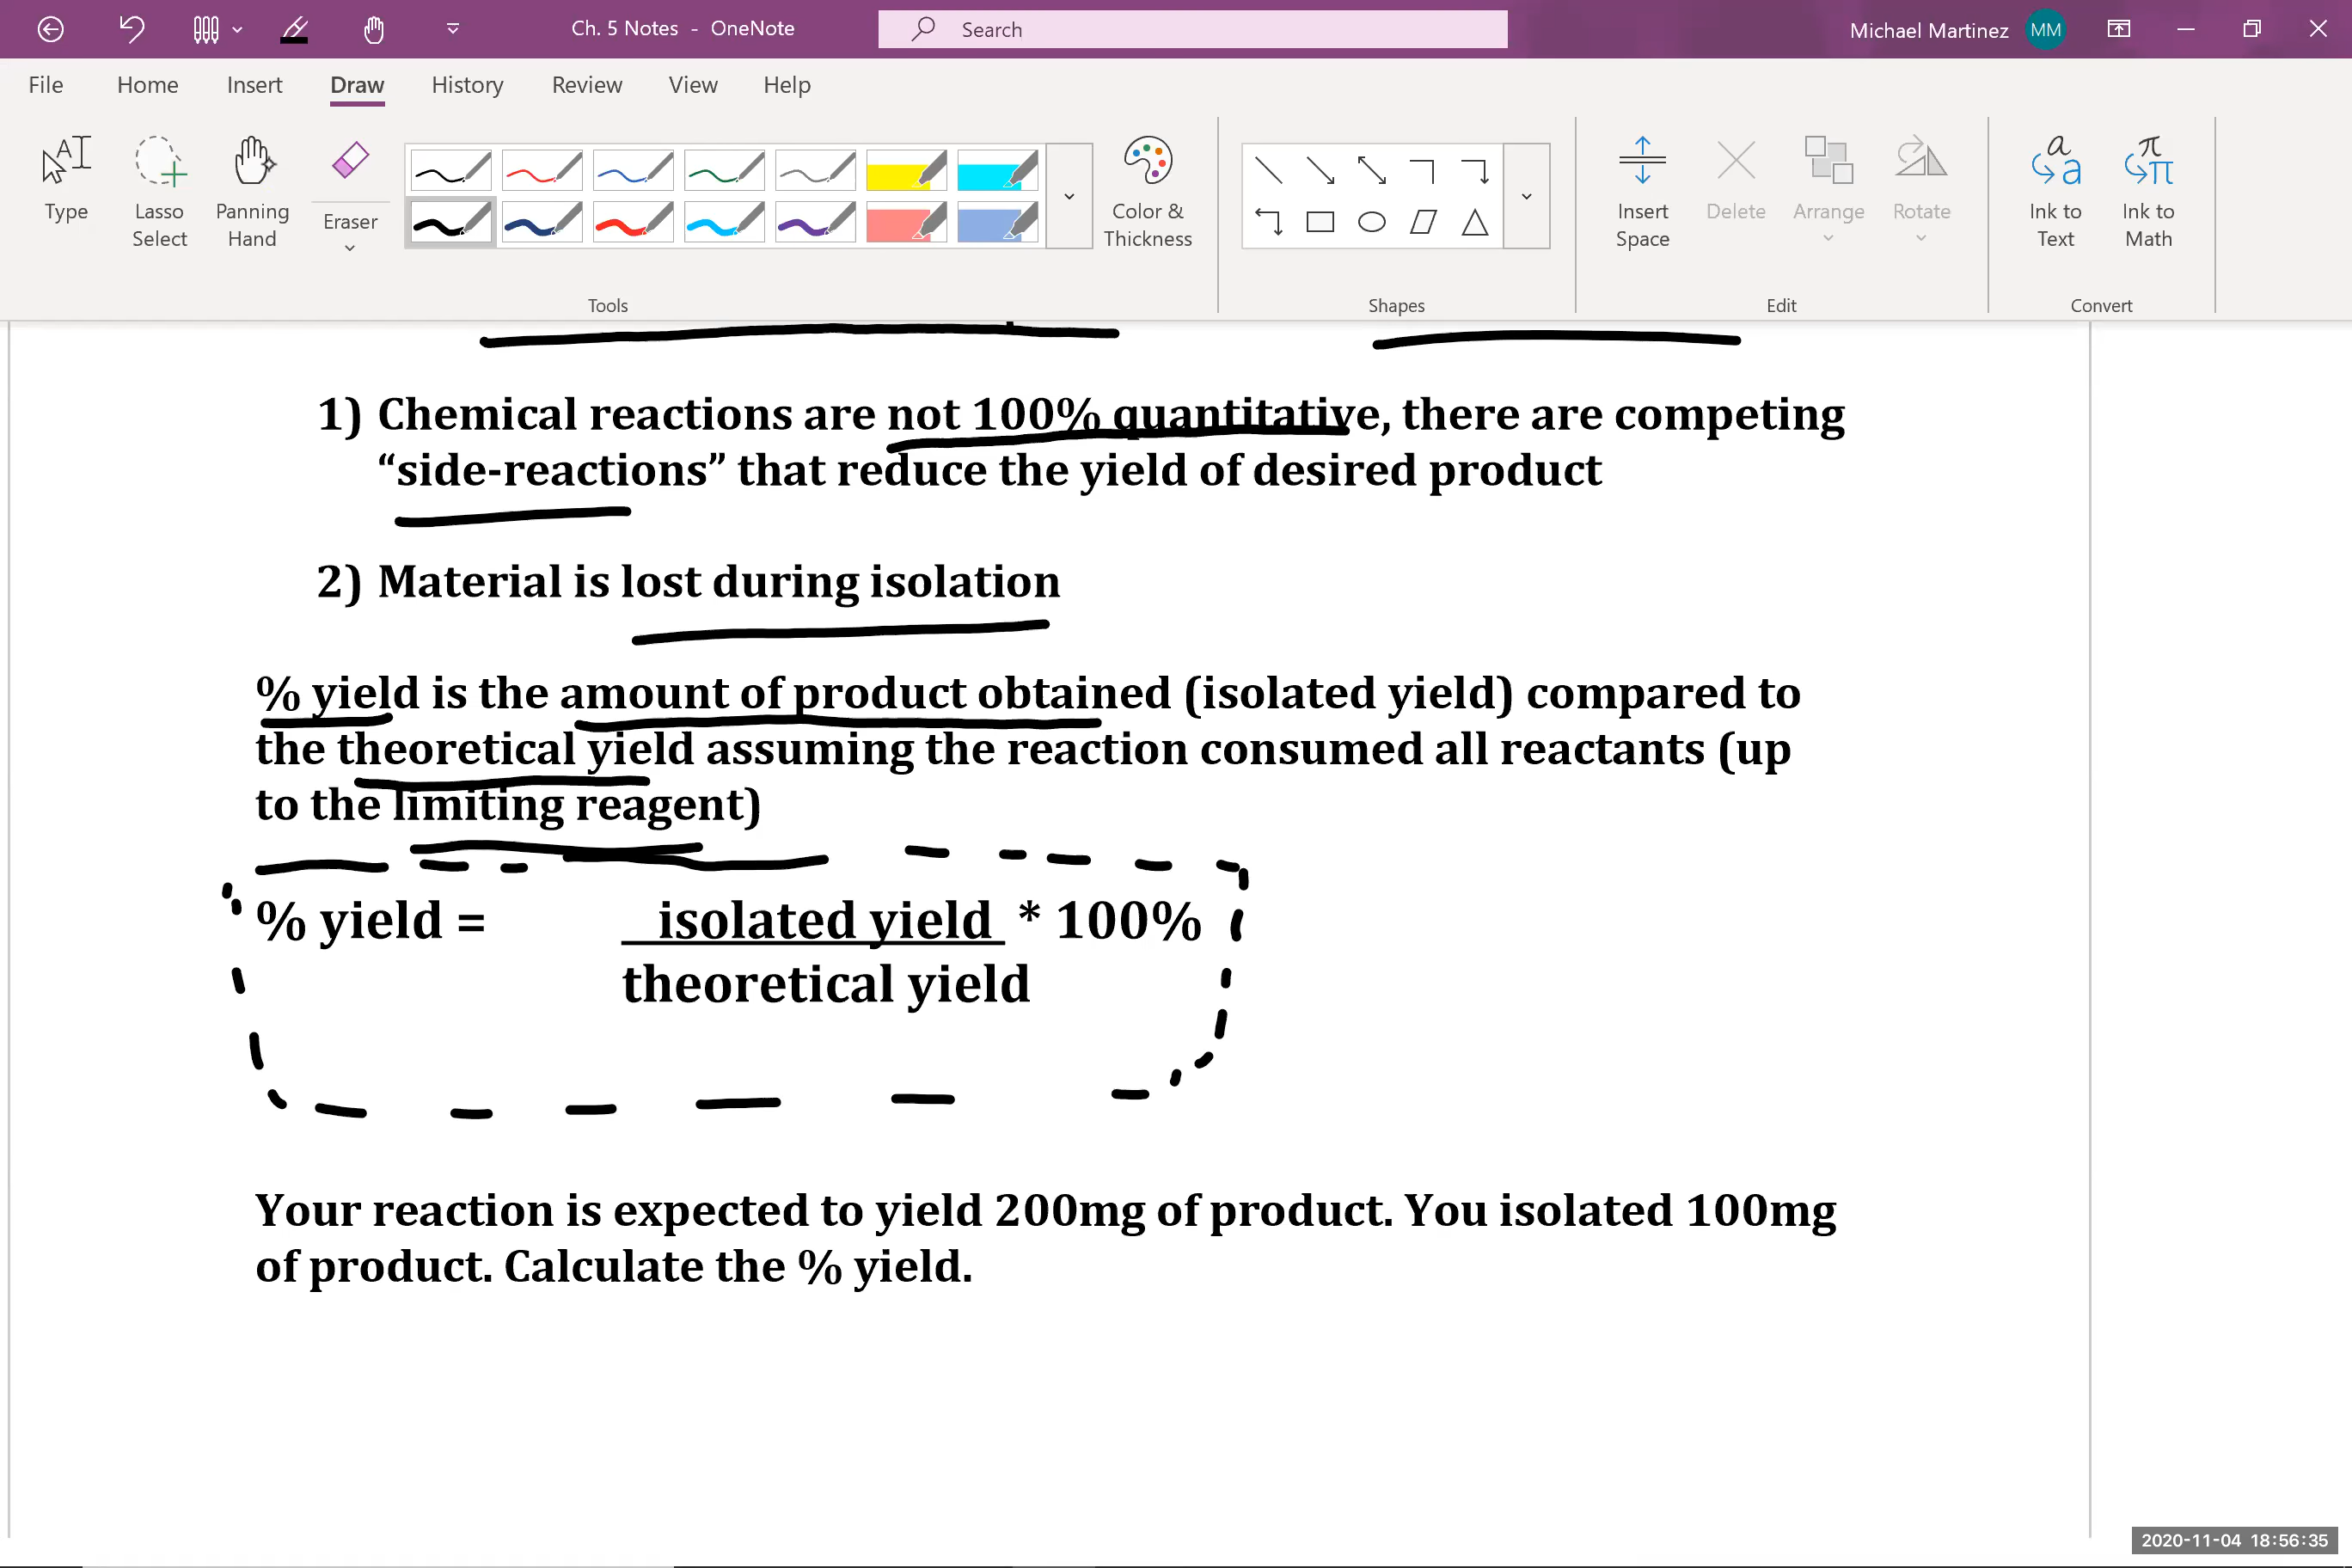 Ch. 5 Notes - OneNote
Search
Michael Martinez MM
File Home Insert Draw History Review View Help
Type
Lasso Select
Panning Hand
Eraser
Color & Thickness
Insert Space
Delete
Arrange
Rotate
Ink to Text
Ink to Math
Tools Shapes Edit Convert
1) Chemical reactions are not 100% quantitative, there are competing
“side-reactions” that reduce the yield of desired product
2) Material is lost during isolation
% yield is the amount of product obtained (isolated yield) compared to
the theoretical yield assuming the reaction consumed all reactants (up
to the limiting reagent)
% yield = isolated yield * 100%
theoretical yield
Your reaction is expected to yield 200mg of product. You isolated 100mg
of product. Calculate the % yield.
2020-11-04 18:56:35